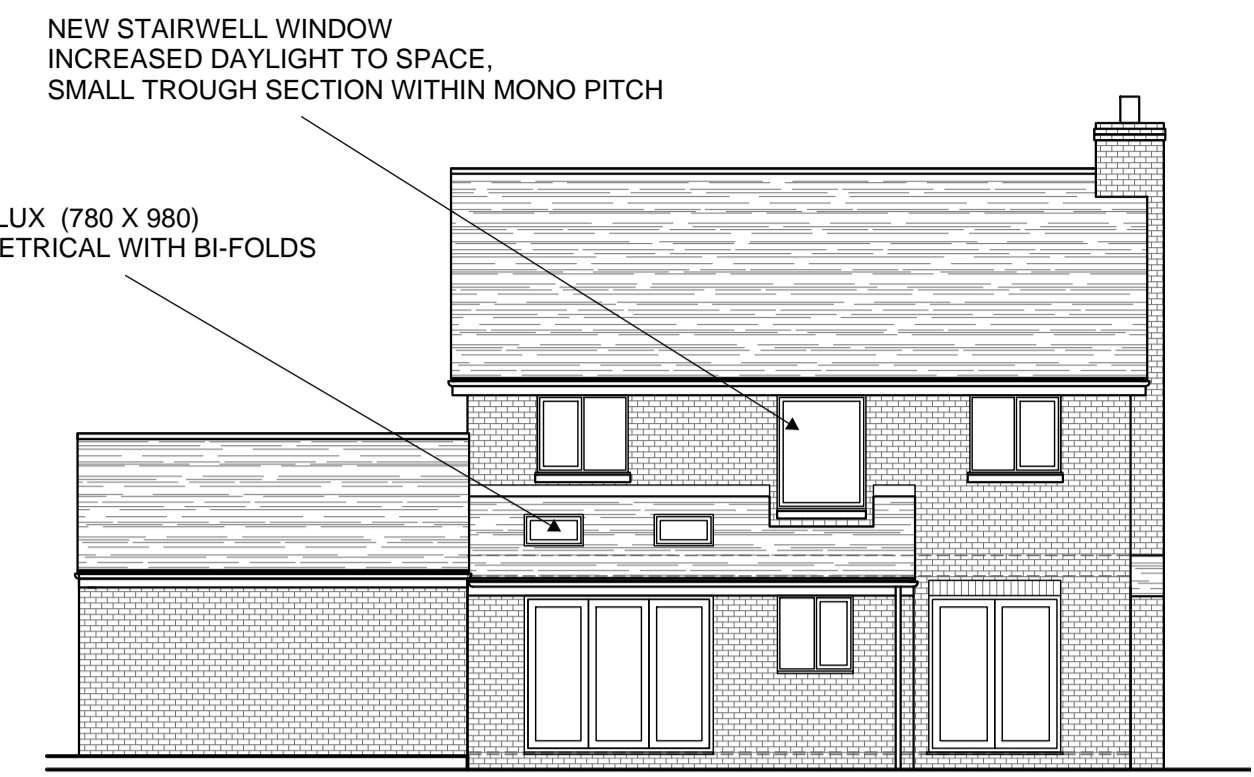 NEW STAIRWELL WINDOW
INCREASED DAYLIGHT TO SPACE,
SMALL TROUGH SECTION WITHIN MONO PITCH
LUX (780 X 980)
ETRICAL WITH BI-FOLDS